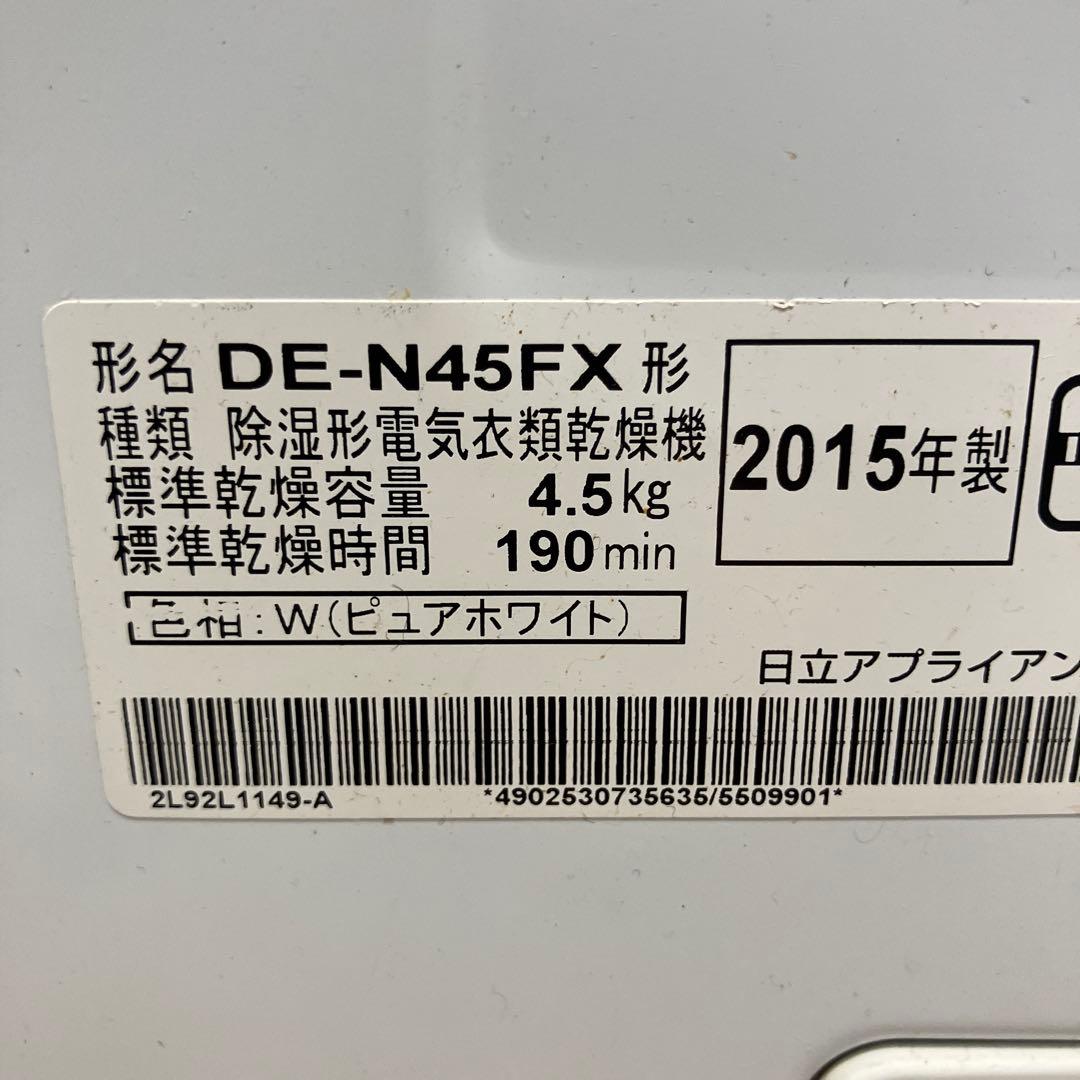 形名 DE-N45FX 形
種類 除湿形電気衣類乾燥機
標準乾燥容量 4.5kg
標準乾燥時間 190min
2015年製
色相:W(ピュアホワイト)
日立アプライアン
2L92L1149-A
*4902530735635/5509901*